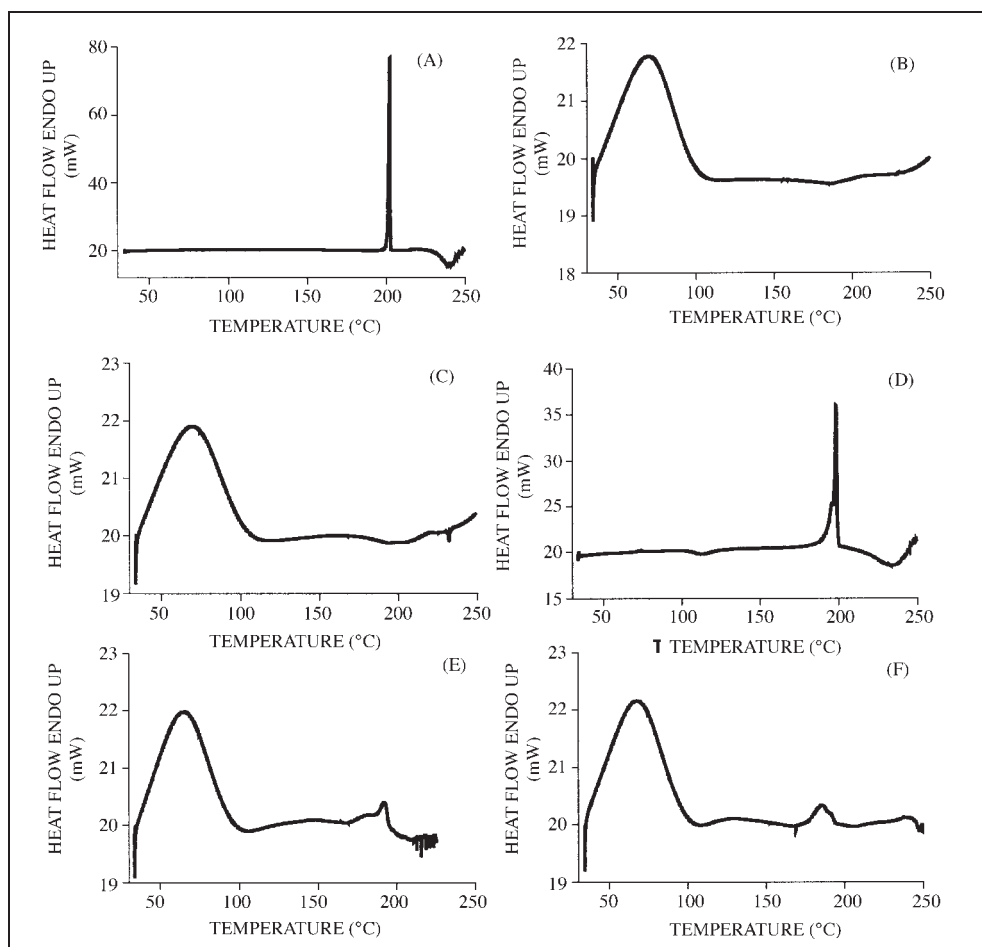 (A)
HEAT FLOW ENDO UP
(mW)
80
60
40
20
50 100 150 200 250
TEMPERATURE (°C)
(B)
HEAT FLOW ENDO UP
(mW)
22
21
20
19
18
50 100 150 200 250
TEMPERATURE (°C)
(C)
HEAT FLOW ENDO UP
(mW)
23
22
21
20
19
50 100 150 200 250
TEMPERATURE (°C)
(D)
HEAT FLOW ENDO UP
(mW)
40
35
30
25
20
15
50 100 150 200 250
T TEMPERATURE (°C)
(E)
HEAT FLOW ENDO UP
(mW)
23
22
21
20
19
50 100 150 200 250
TEMPERATURE (°C)
(F)
HEAT FLOW ENDO UP
(mW)
23
22
21
20
19
50 100 150 200 250
TEMPERATURE (°C)